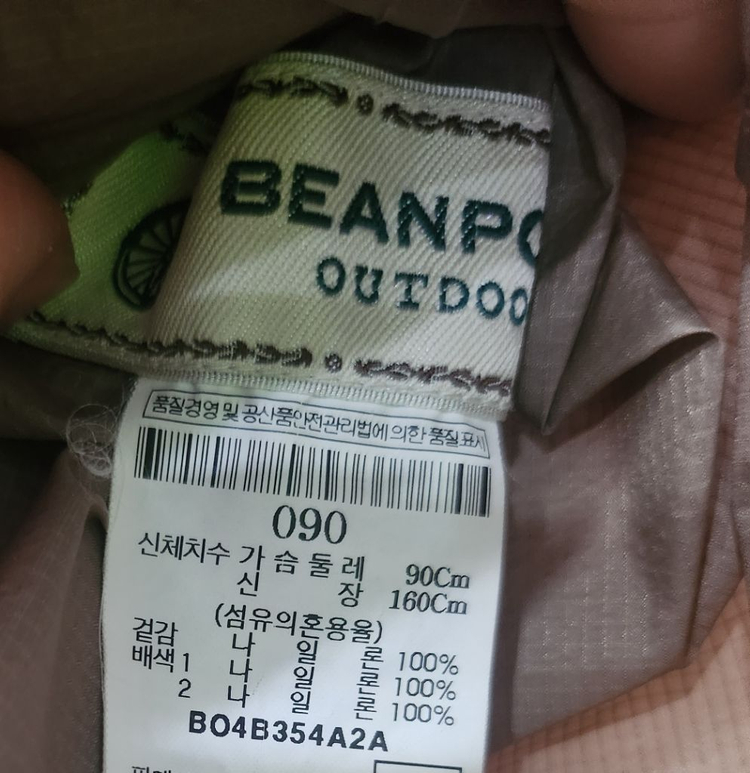 BEANPO
OUTDOO
품질경영 및 공산품안전관리법에 의한 품질표시
090
신체치수 가슴둘레 90Cm
신장 160Cm
(섬유의혼용율)
겉감 나일론 100%
배색1 나일론 100%
2 나일론 100%
BO4B354A2A